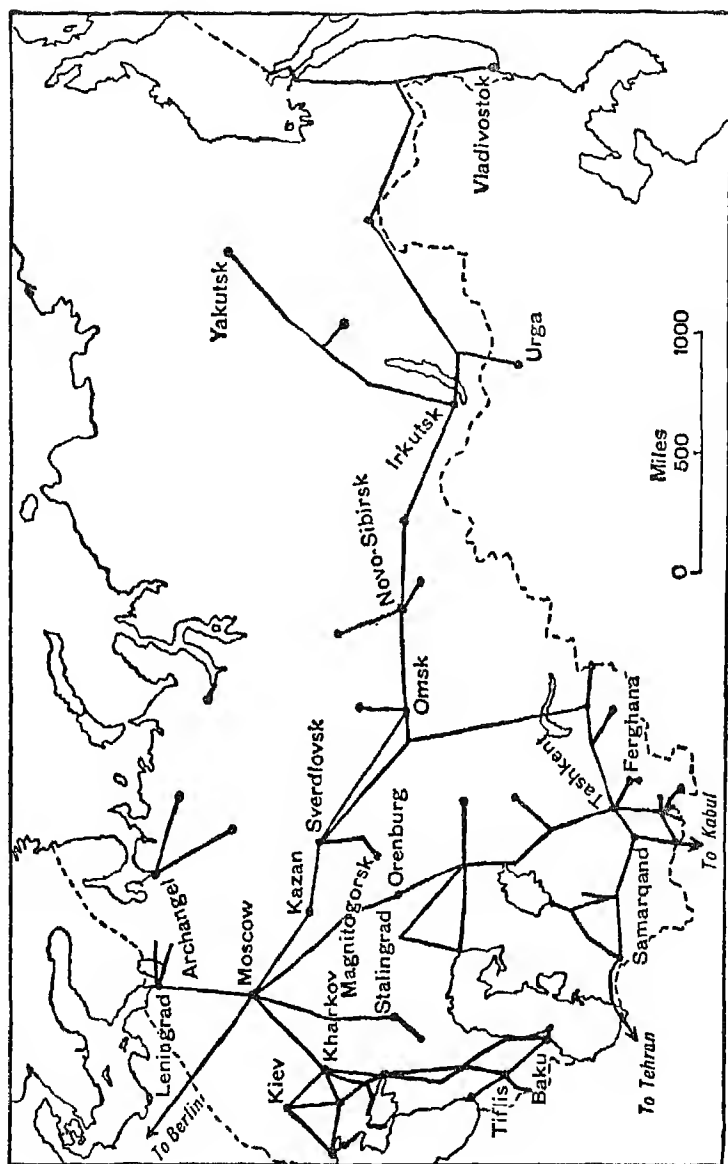 Leningrad
Archangel
To Berlin
Moscow
Kazan
Sverdlovsk
Omsk
Novo-Sibirsk
Irkutsk
Yakutsk
Urga
Vladivostok
Kiev
Kharkov
Stalingrad
Magnitogorsk
Orenburg
Tiflis
Baku
To Tehran
Samarqand
Tashkent
Ferghana
To Kabul
0 500 1000
Miles